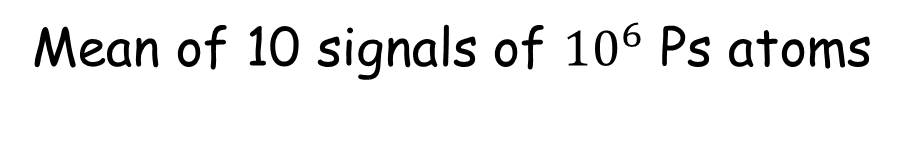 Mean of 10 signals of 10⁶ Ps atoms